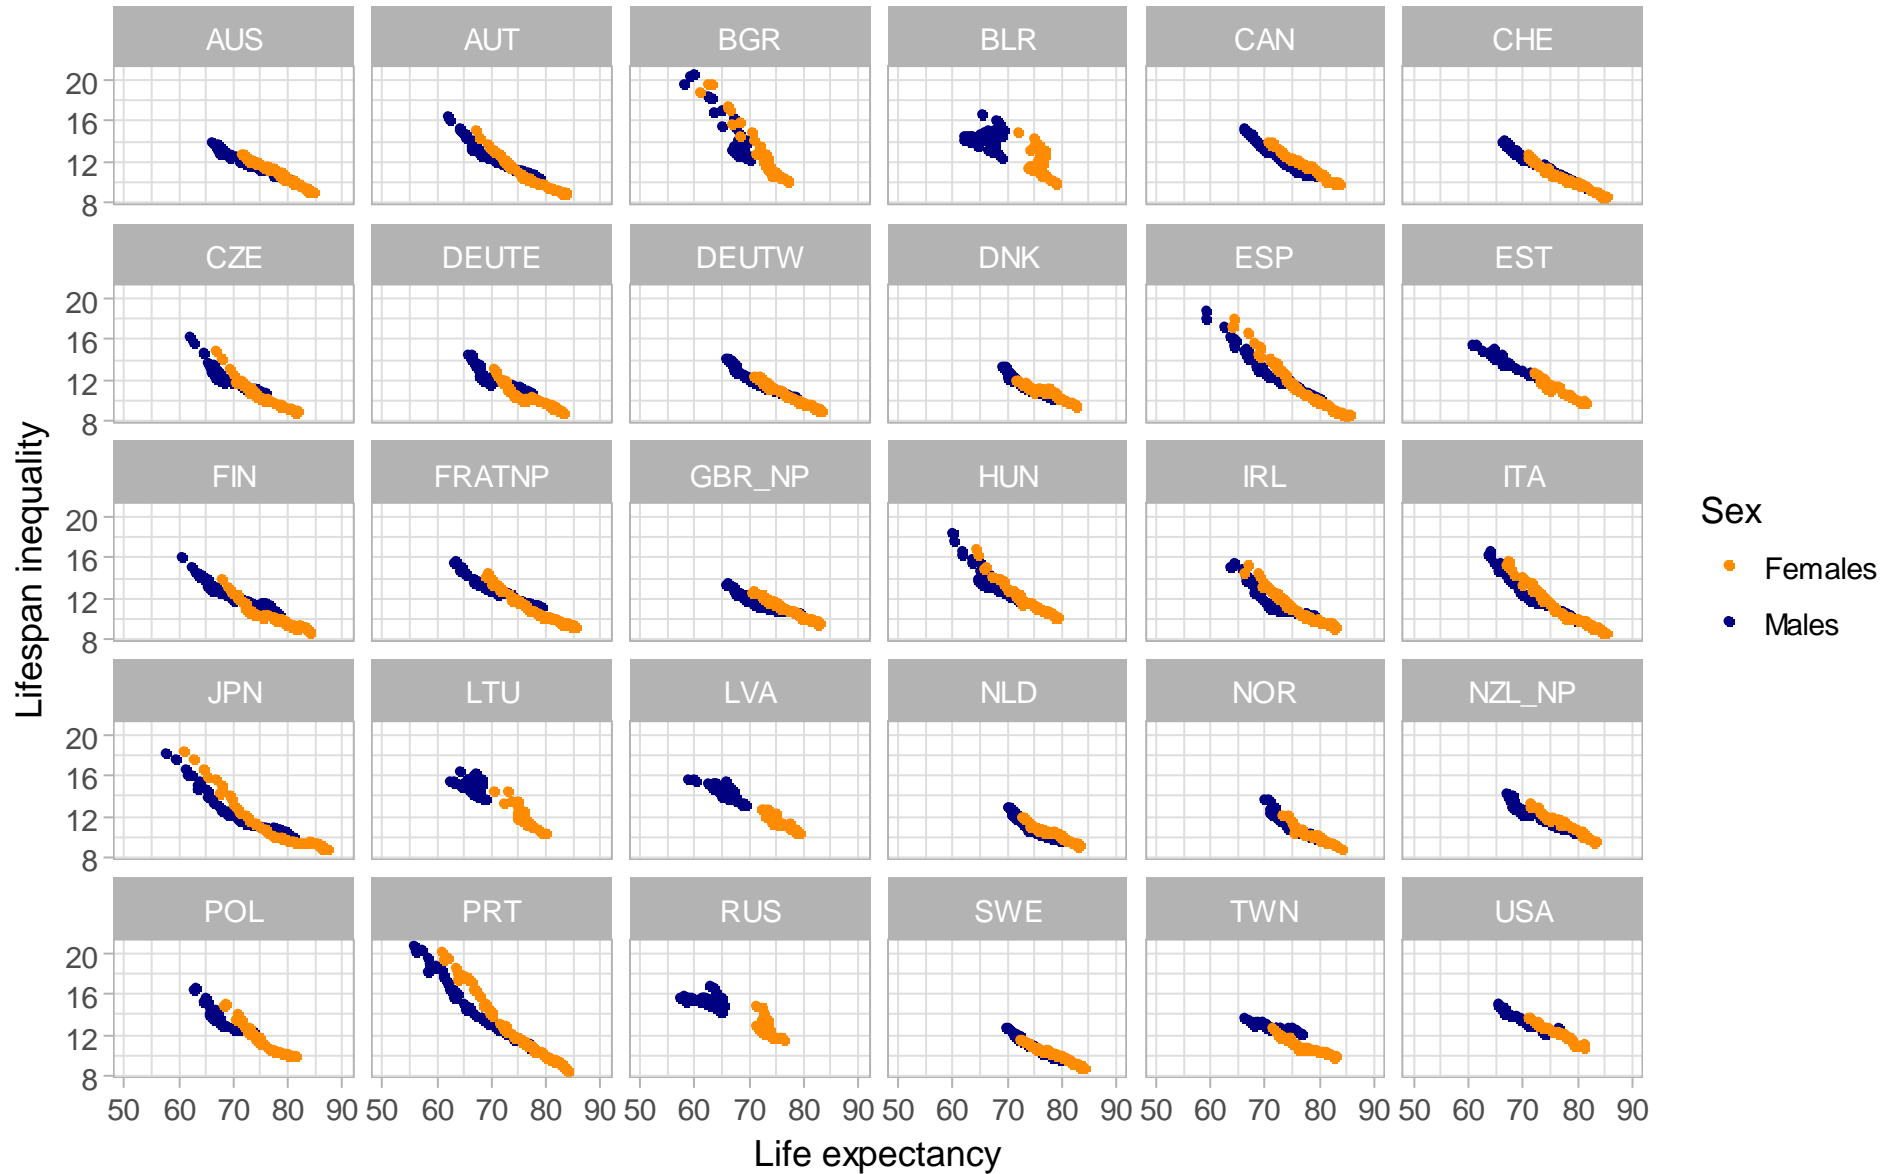 AUS AUT BGR BLR CAN CHE
20
16
12
8
CZE DEUTE DEUTW DNK ESP EST
20
16
12
8
FIN FRATNP GBR_NP HUN IRL ITA
20
16
12
8
JPN LTU LVA NLD NOR NZL_NP
20
16
12
8
POL PRT RUS SWE TWN USA
20
16
12
8
50 60 70 80 90 50 60 70 80 90 50 60 70 80 90 50 60 70 80 90 50 60 70 80 90 50 60 70 80 90
Life expectancy
Lifespan inequality
Sex
Females
Males